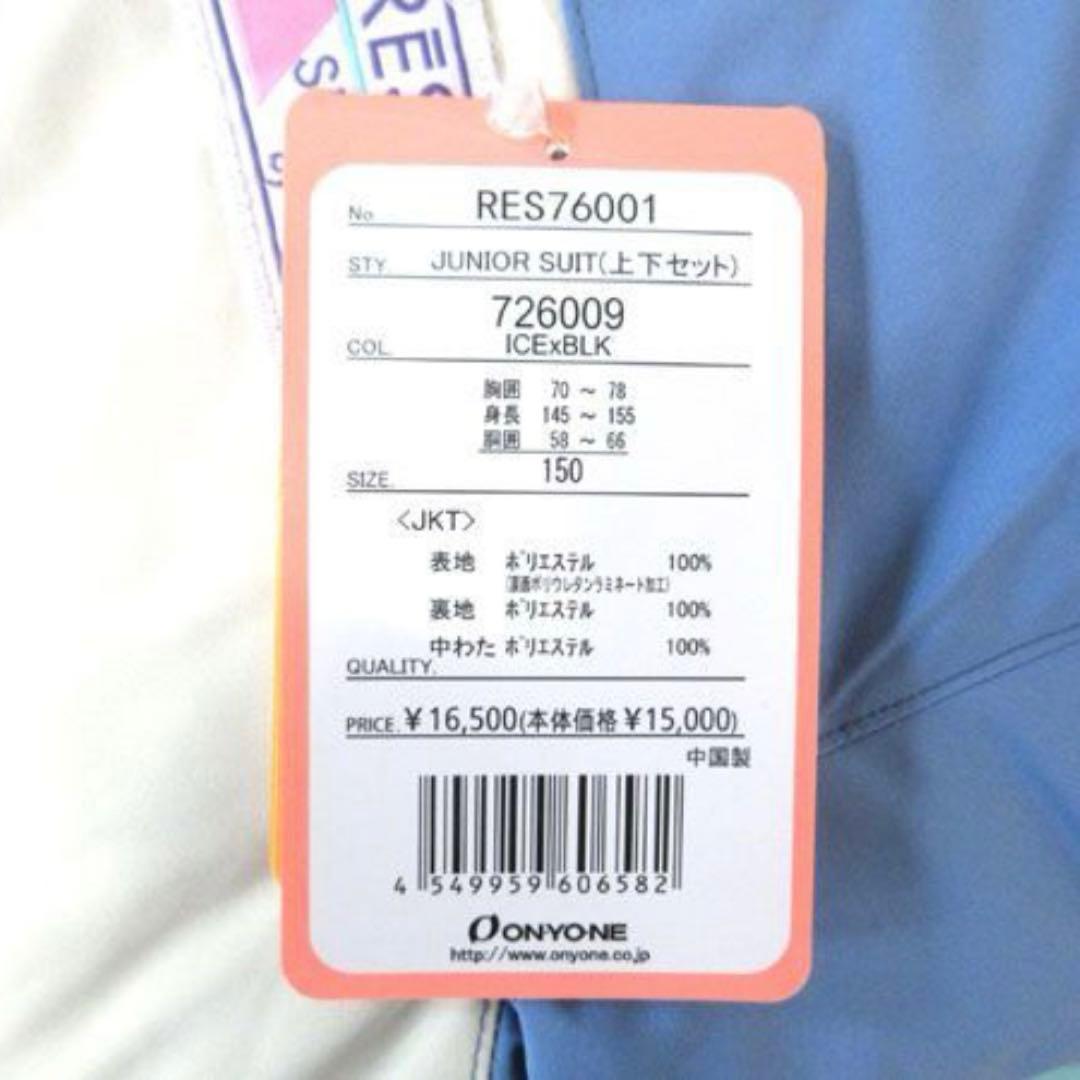 RES
No. RES76001
STY. JUNIOR SUIT(上下セット)
726009
COL. ICExBLK
胸囲 70 ~ 78
身長 145 ~ 155
胴囲 58 ~ 66
SIZE. 150
<JKT>
表地 ポリエステル 100%
(裏面ポリウレタンラミネート加工)
裏地 ポリエステル 100%
中わた ポリエステル 100%
QUALITY.
PRICE. ¥16,500(本体価格¥15,000)
中国製
4 549959 606582
ONYONE
http://www.onyone.co.jp